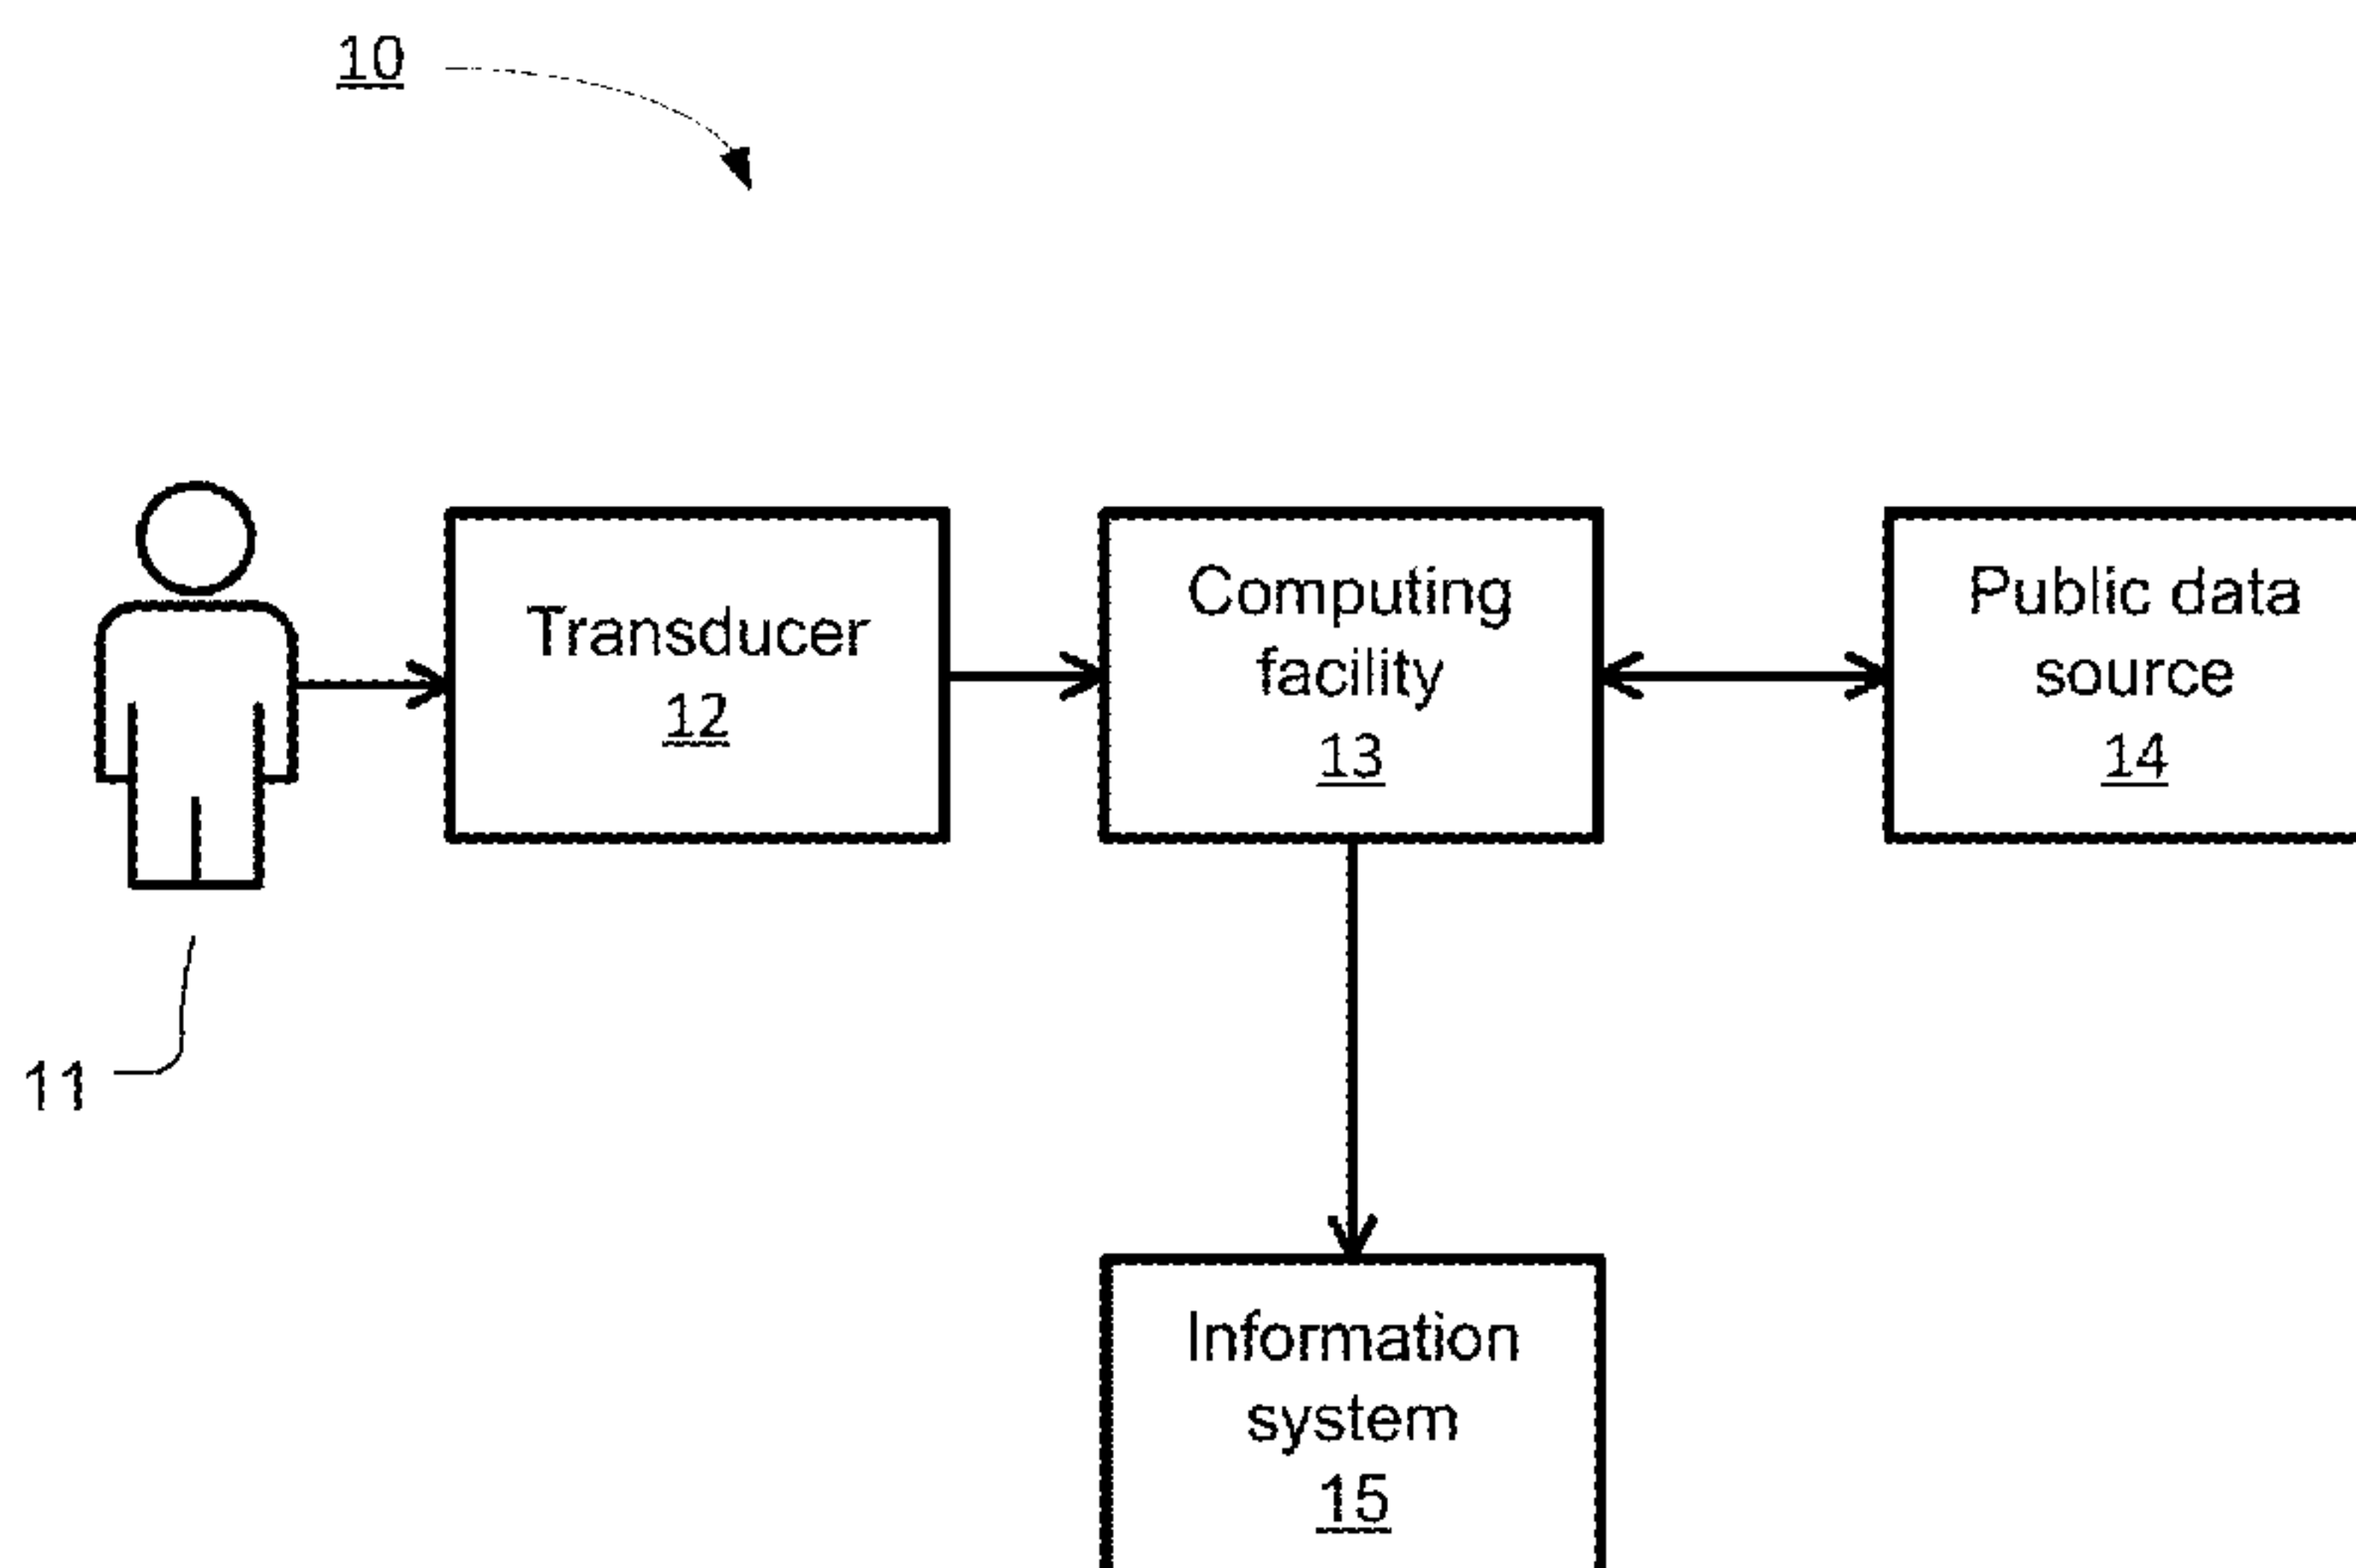 10
Transducer
12
Computing
facility
13
Public data
source
14
11
Information
system
15